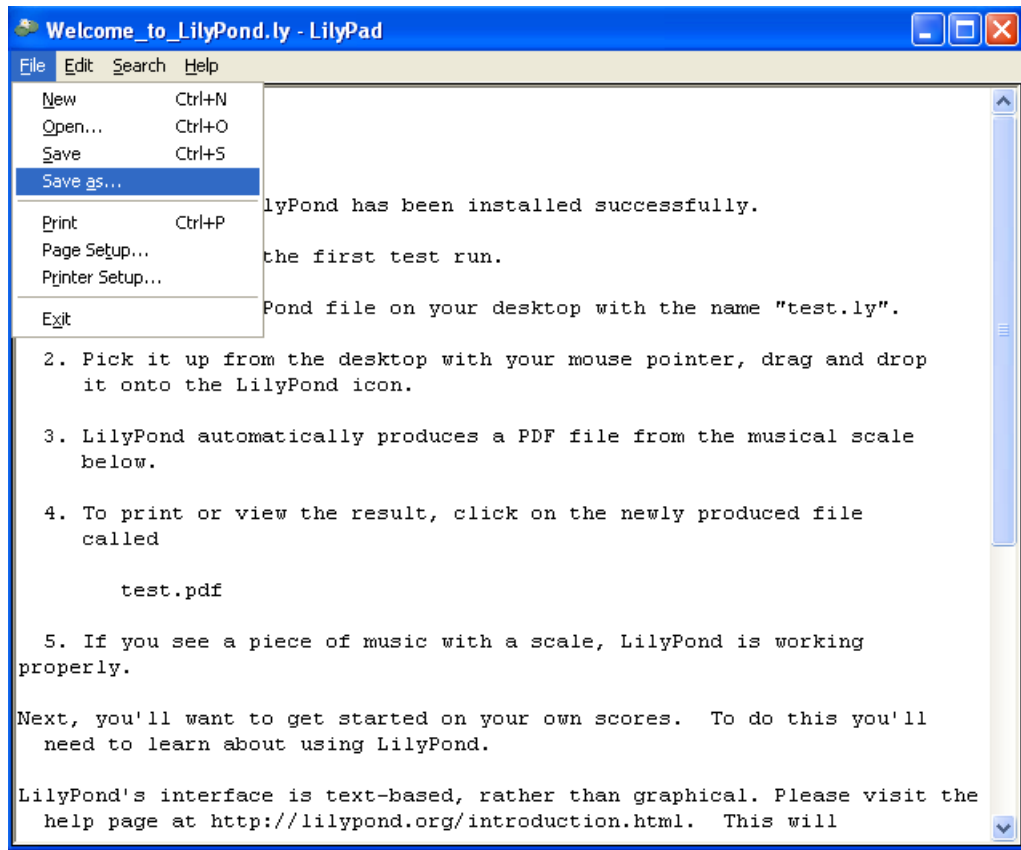 Welcome_to_LilyPond.ly - LilyPad
File Edit Search Help
New Ctrl+N
Open... Ctrl+O
Save Ctrl+S
Save as...
Print Ctrl+P
Page Setup...
Printer Setup...
Exit
lyPond has been installed successfully.
the first test run.
Pond file on your desktop with the name "test.ly".
2. Pick it up from the desktop with your mouse pointer, drag and drop
it onto the LilyPond icon.
3. LilyPond automatically produces a PDF file from the musical scale
below.
4. To print or view the result, click on the newly produced file
called
test.pdf
5. If you see a piece of music with a scale, LilyPond is working
properly.
Next, you'll want to get started on your own scores.  To do this you'll
need to learn about using LilyPond.
LilyPond's interface is text-based, rather than graphical. Please visit the
help page at http://lilypond.org/introduction.html.  This will